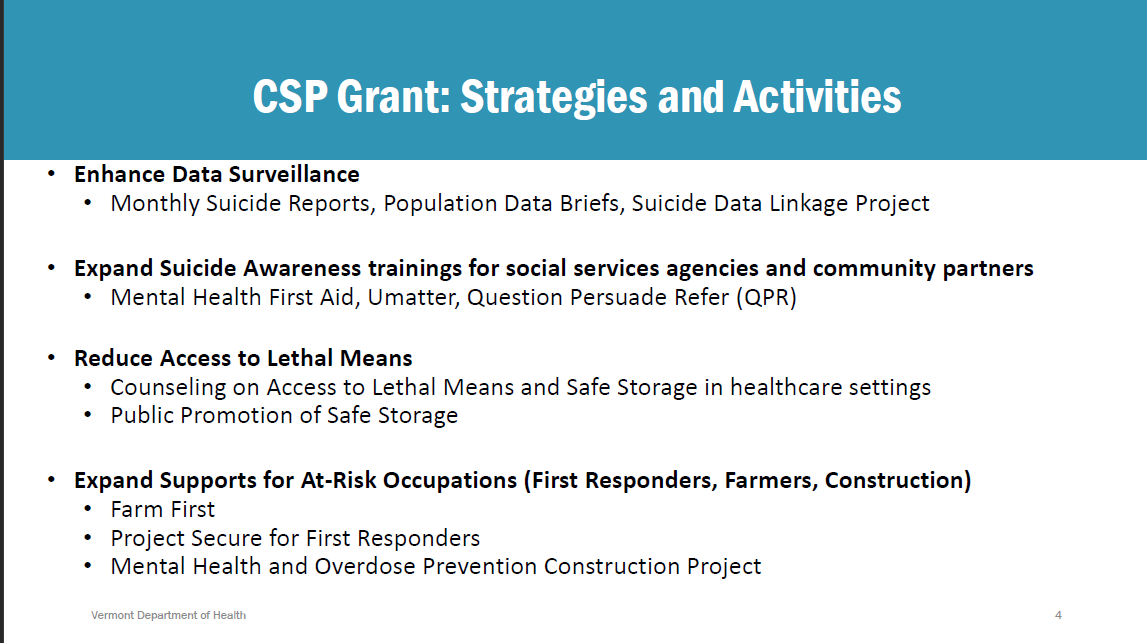 CSP Grant: Strategies and Activities
• Enhance Data Surveillance
• Monthly Suicide Reports, Population Data Briefs, Suicide Data Linkage Project
• Expand Suicide Awareness trainings for social services agencies and community partners
• Mental Health First Aid, Umatter, Question Persuade Refer (QPR)
• Reduce Access to Lethal Means
• Counseling on Access to Lethal Means and Safe Storage in healthcare settings
• Public Promotion of Safe Storage
• Expand Supports for At-Risk Occupations (First Responders, Farmers, Construction)
• Farm First
• Project Secure for First Responders
• Mental Health and Overdose Prevention Construction Project
Vermont Department of Health
4